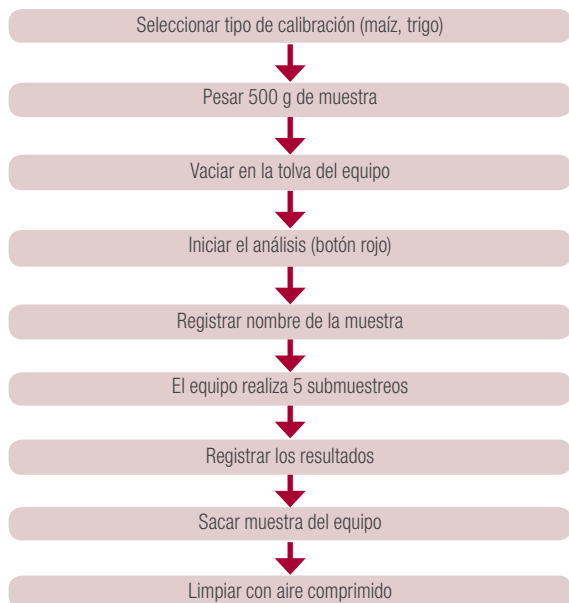 Seleccionar tipo de calibración (maíz, trigo)
Pesar 500 g de muestra
Vaciar en la tolva del equipo
Iniciar el análisis (botón rojo)
Registrar nombre de la muestra
El equipo realiza 5 submuestreos
Registrar los resultados
Sacar muestra del equipo
Limpiar con aire comprimido